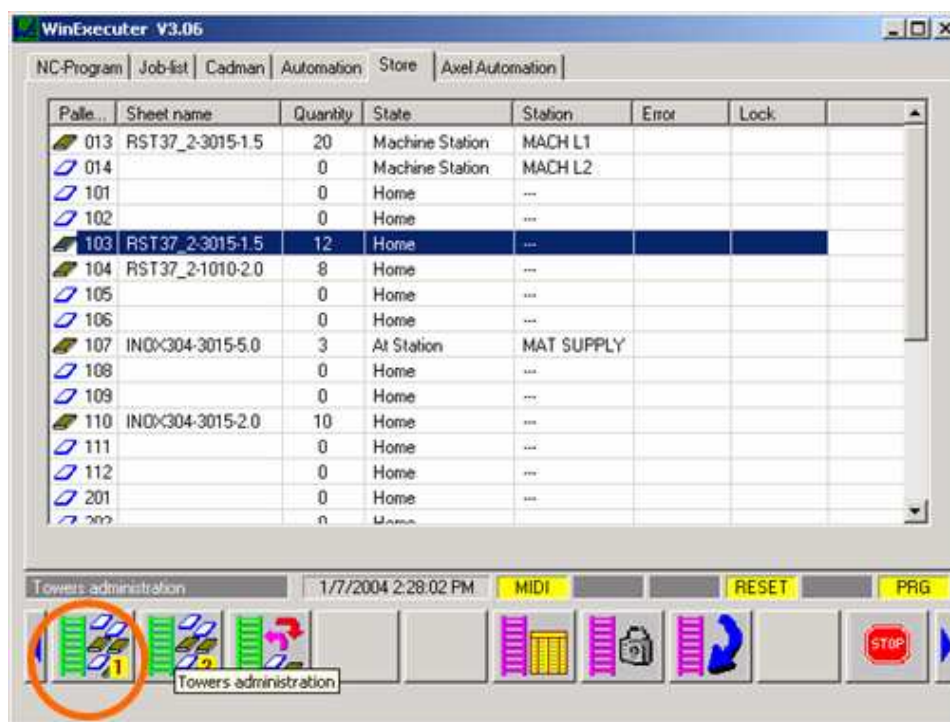 WinExecuter V3.06
NC-Program Job-list Cadman Automation Store Axel Automation
Palle... Sheet name Quantity State Station Error Lock
013 RST37_2-3015-1.5 20 Machine Station MACH L1
014 0 Machine Station MACH L2
101 0 Home ---
102 0 Home ---
103 RST37_2-3015-1.5 12 Home ---
104 RST37_2-1010-2.0 8 Home ---
105 0 Home ---
106 0 Home ---
107 INOX304-3015-5.0 3 At Station MAT SUPPLY
108 0 Home ---
109 0 Home ---
110 INOX304-3015-2.0 10 Home ---
111 0 Home ---
112 0 Home ---
201 0 Home ---
202 0 Home
Towers administration 1/7/2004 2:28:02 PM MIDI RESET PRG
1 2 STOP
Towers administration